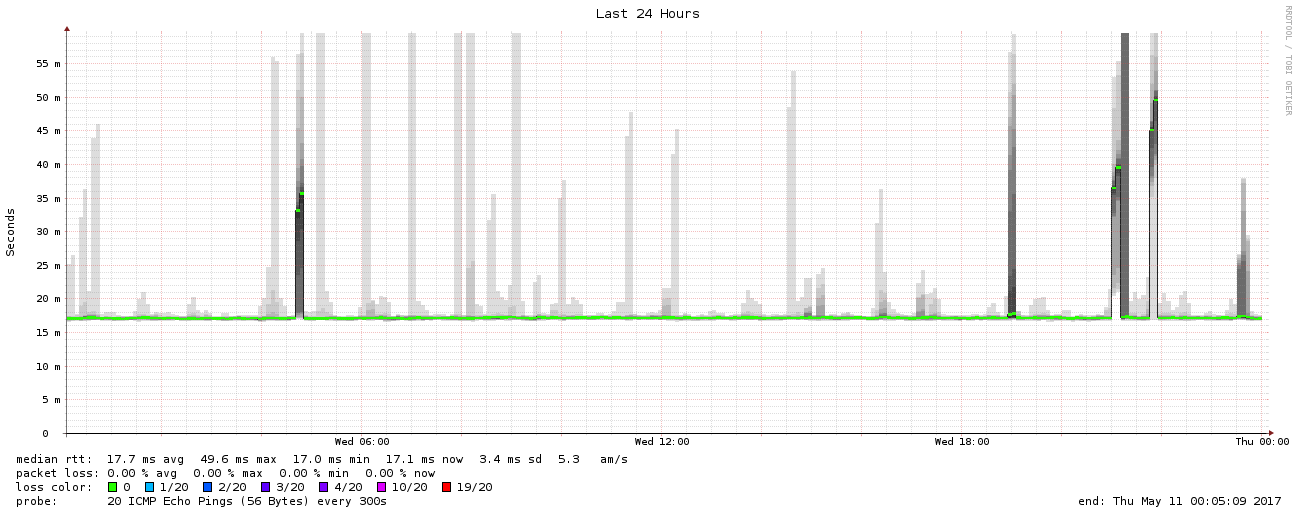 Last 24 Hours
RRDTOOL / TOBI OETIKER
Seconds
55 m
50 m
45 m
40 m
35 m
30 m
25 m
20 m
15 m
10 m
5 m
0
Wed 06:00 Wed 12:00 Wed 18:00 Thu 00:00
median rtt: 17.7 ms avg 49.6 ms max 17.0 ms min 17.1 ms now 3.4 ms sd 5.3 am/s
packet loss: 0.00 % avg 0.00 % max 0.00 % min 0.00 % now
loss color: 0 1/20 2/20 3/20 4/20 10/20 19/20
probe: 20 ICMP Echo Pings (56 Bytes) every 300s end: Thu May 11 00:05:09 2017